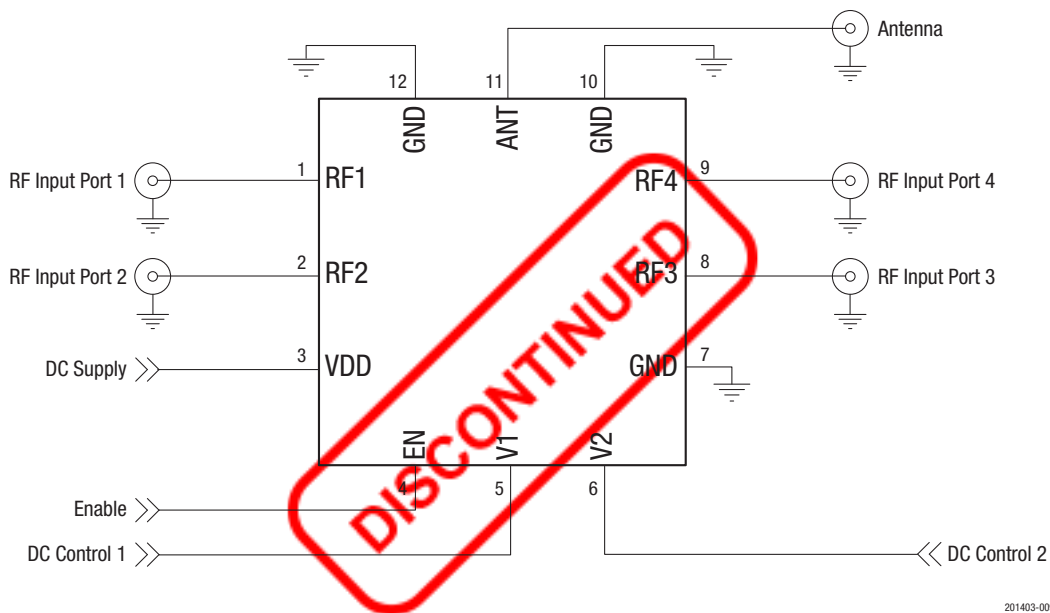 Antenna
12
11
10
GND
ANT
GND
RF Input Port 1
1
RF1
RF4
9
RF Input Port 4
RF Input Port 2
2
RF2
RF3
8
RF Input Port 3
DC Supply
3
VDD
GND
7
EN
V1
V2
4
5
6
Enable
DC Control 1
DC Control 2
DISCONTINUED
201403-00